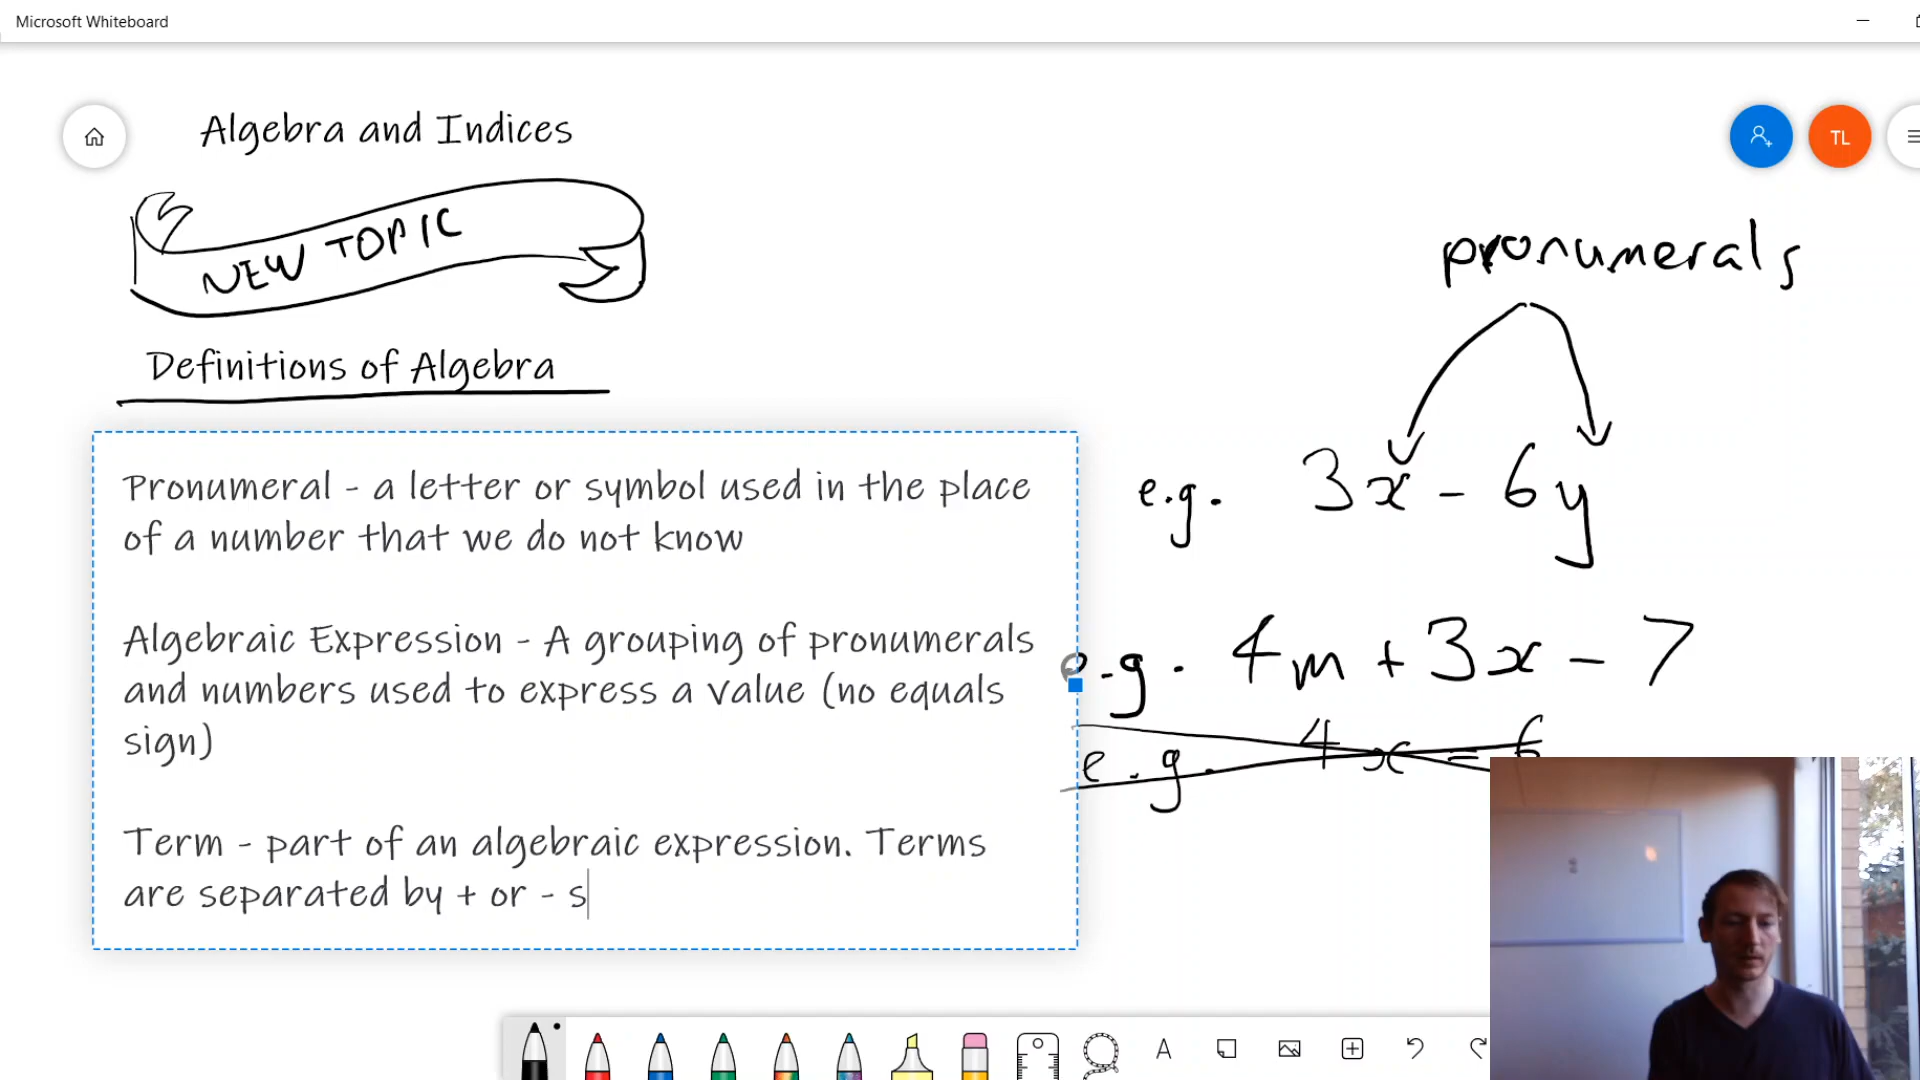 Microsoft Whiteboard
Algebra and Indices
TL
NEW TOPIC
pronumerals
Definitions of Algebra
Pronumeral - a letter or symbol used in the place
of a number that we do not know
e.g. 3x - 6y
Algebraic Expression - A grouping of pronumerals
and numbers used to express a value (no equals
sign)
e.g. 4m + 3x - 7
e.g. 4x = 6
Term - part of an algebraic expression. Terms
are separated by + or - s
A